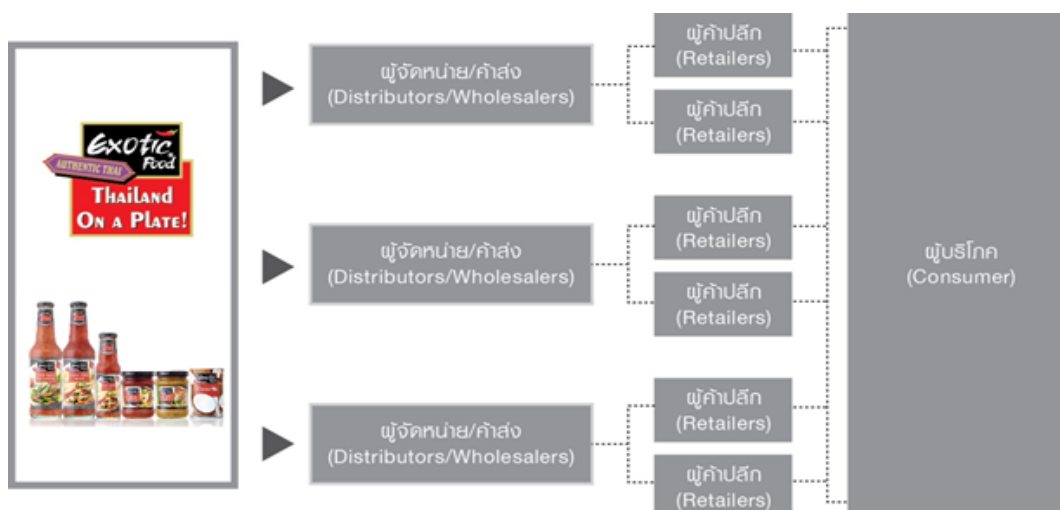 Exotic
Food
AUTHENTIC THAI
THAILAND
ON A PLATE!
ผู้จัดหน่าย/ค้าส่ง
(Distributors/Wholesalers)
ผู้ค้าปลีก
(Retailers)
ผู้ค้าปลีก
(Retailers)
ผู้จัดหน่าย/ค้าส่ง
(Distributors/Wholesalers)
ผู้ค้าปลีก
(Retailers)
ผู้ค้าปลีก
(Retailers)
ผู้จัดหน่าย/ค้าส่ง
(Distributors/Wholesalers)
ผู้ค้าปลีก
(Retailers)
ผู้ค้าปลีก
(Retailers)
ผู้บริโภค
(Consumer)